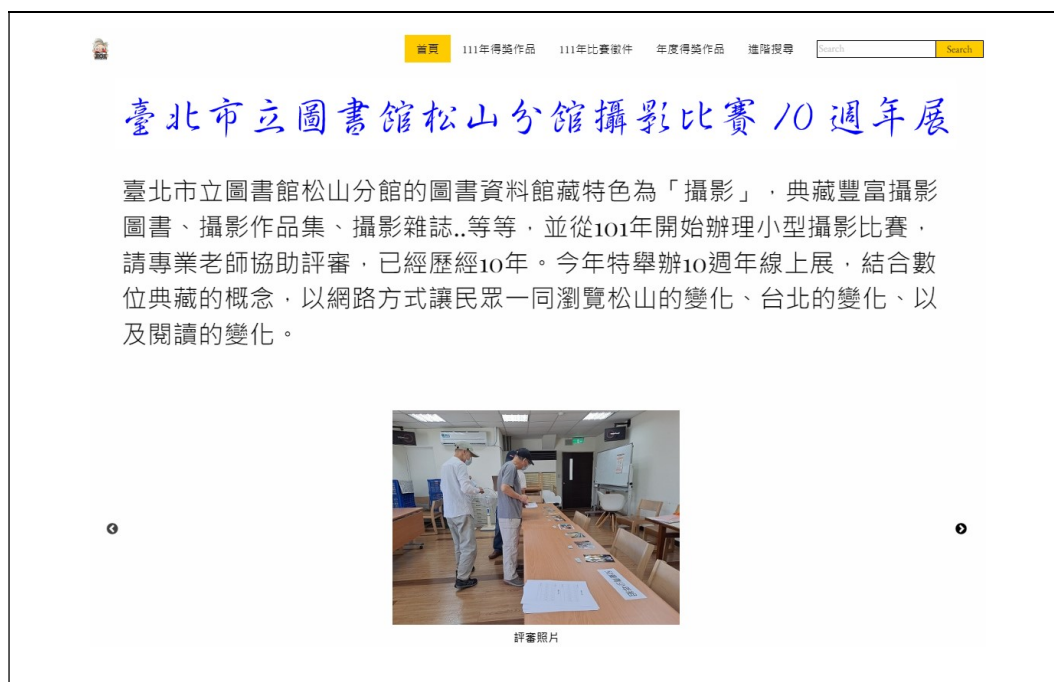 首頁 111年得獎作品 111年比賽徵件 年度得獎作品 進階搜尋 Search Search
臺北市立圖書館松山分館攝影比賽 10 週年展
臺北市立圖書館松山分館的圖書資料館藏特色為「攝影」，典藏豐富攝影
圖書、攝影作品集、攝影雜誌..等等，並從101年開始辦理小型攝影比賽，
請專業老師協助評審，已經歷經10年。今年特舉辦10週年線上展，結合數
位典藏的概念，以網路方式讓民眾一同瀏覽松山的變化、台北的變化、以
及閱讀的變化。
評審照片